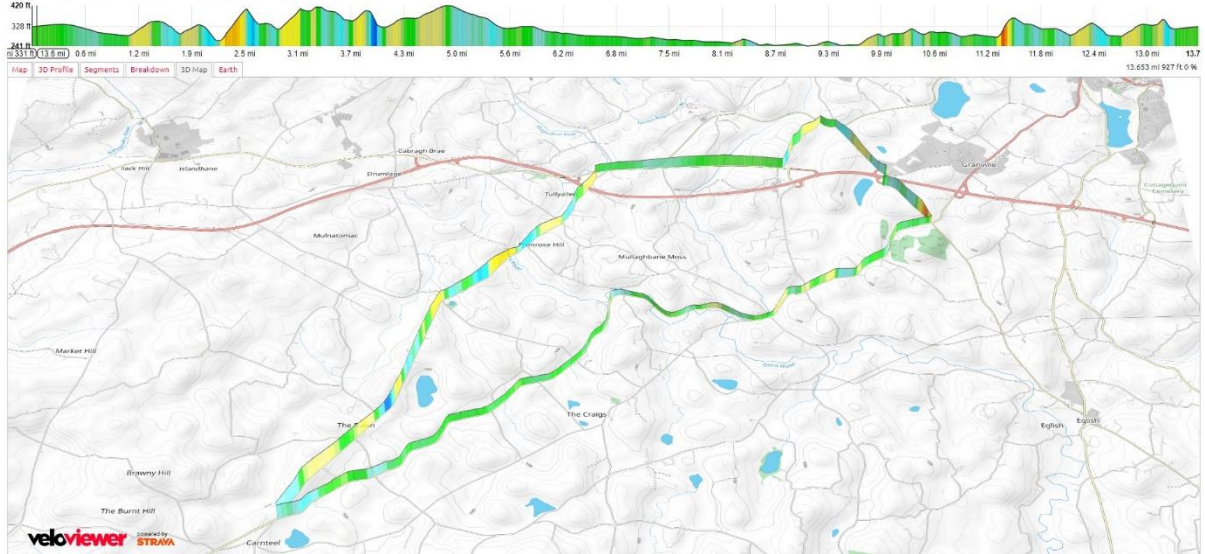 420 ft
328 ft
241 ft
mi 331 ft 13.6 mi 0.6 mi 1.2 mi 1.9 mi 2.5 mi 3.1 mi 3.7 mi 4.3 mi 5.0 mi 5.6 mi 6.2 mi 6.8 mi 7.5 mi 8.1 mi 8.7 mi 9.3 mi 9.9 mi 10.6 mi 11.2 mi 11.8 mi 12.4 mi 13.0 mi 13.7
Map 3D Profile Segments Breakdown 3D Map Earth
13.653 mi 927 ft 0 %
Cabragh Brae
Islandbane
Granville
Drumlage
Tullyallen
Cemetery
Mulnatomac
Primrose Hill
Mullaghbane Moss
Market Hill
The Craigs
Eglish Eglish
Brawny Hill
The Burnt Hill
Carnteel
veloviewer
powered by
STRAVA